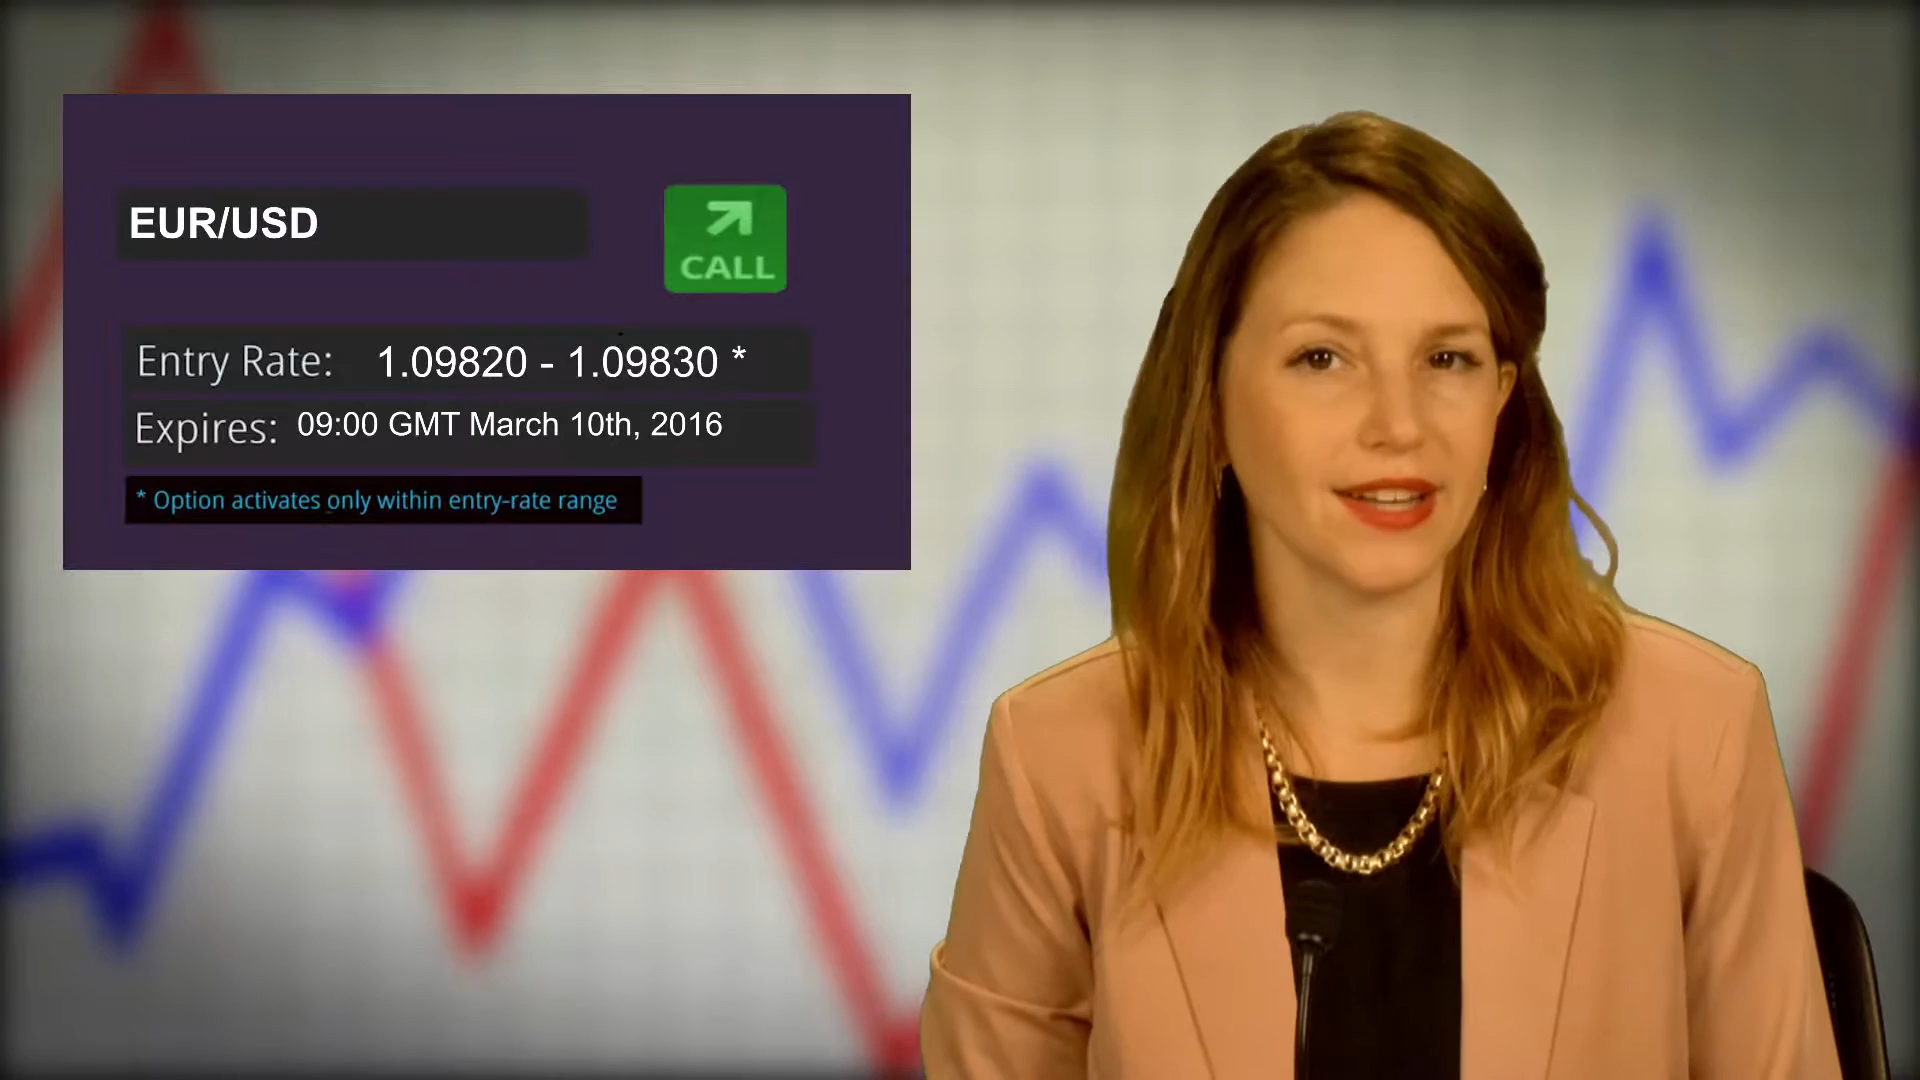 EUR/USD
CALL
Entry Rate: 1.09820 - 1.09830 *
Expires: 09:00 GMT March 10th, 2016
* Option activates only within entry-rate range